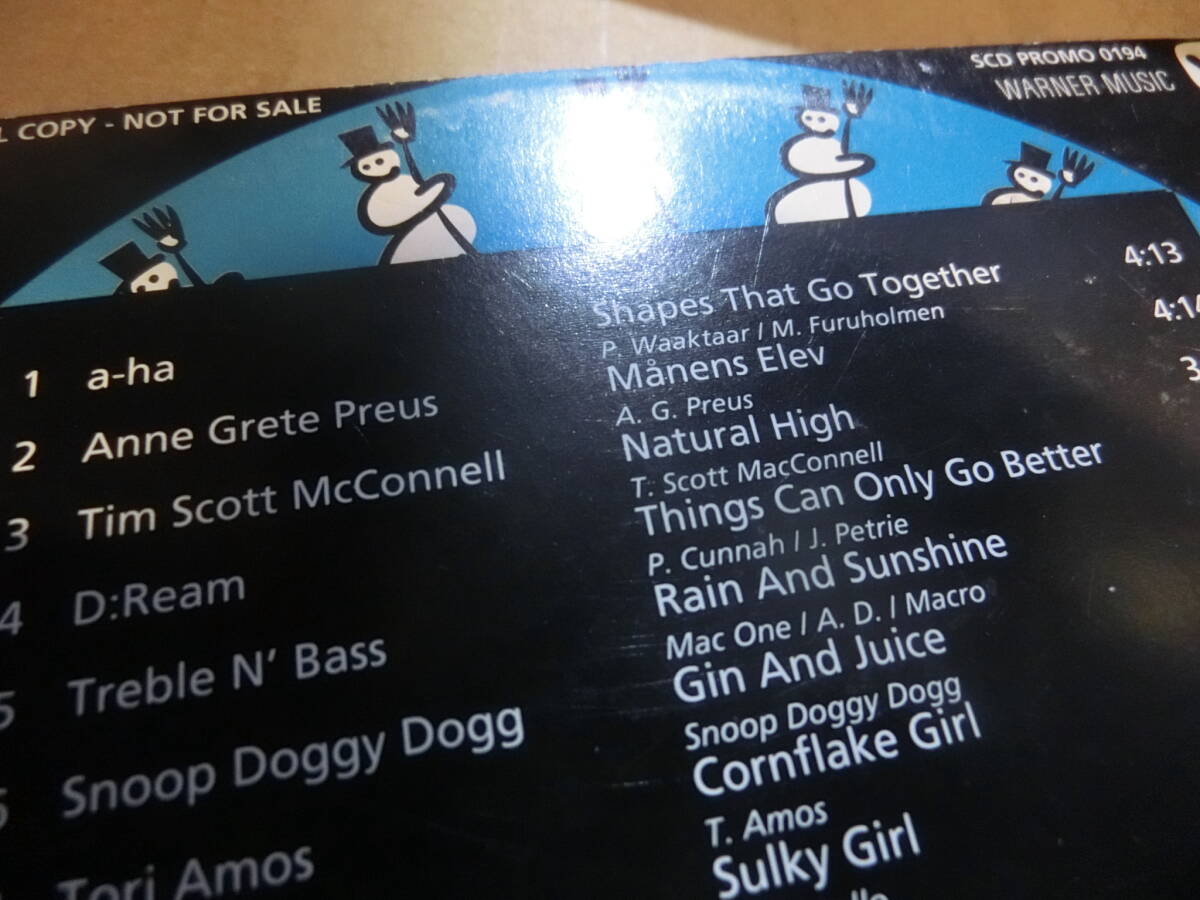 COPY - NOT FOR SALE
SCD PROMO 0194
WARNER MUSIC
1 a-ha
Shapes That Go Together 4:13
P. Waaktaar / M. Furuholmen
2 Anne Grete Preus
Månens Elev
A. G. Preus
3 Tim Scott McConnell
Natural High
T. Scott MacConnell
4 D:Ream
Things Can Only Go Better
P. Cunnah / J. Petrie
5 Treble N' Bass
Rain And Sunshine
Mac One / A. D. / Macro
Snoop Doggy Dogg
Gin And Juice
Snoop Doggy Dogg
Tori Amos
Cornflake Girl
T. Amos
Sulky Girl